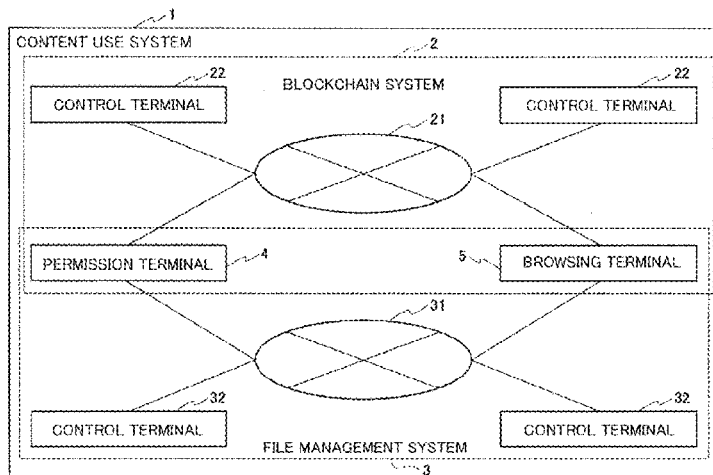 1
CONTENT USE SYSTEM
2
22
BLOCKCHAIN SYSTEM
22
CONTROL TERMINAL
CONTROL TERMINAL
21
PERMISSION TERMINAL
4
5
BROWSING TERMINAL
31
32
32
CONTROL TERMINAL
CONTROL TERMINAL
FILE MANAGEMENT SYSTEM
3